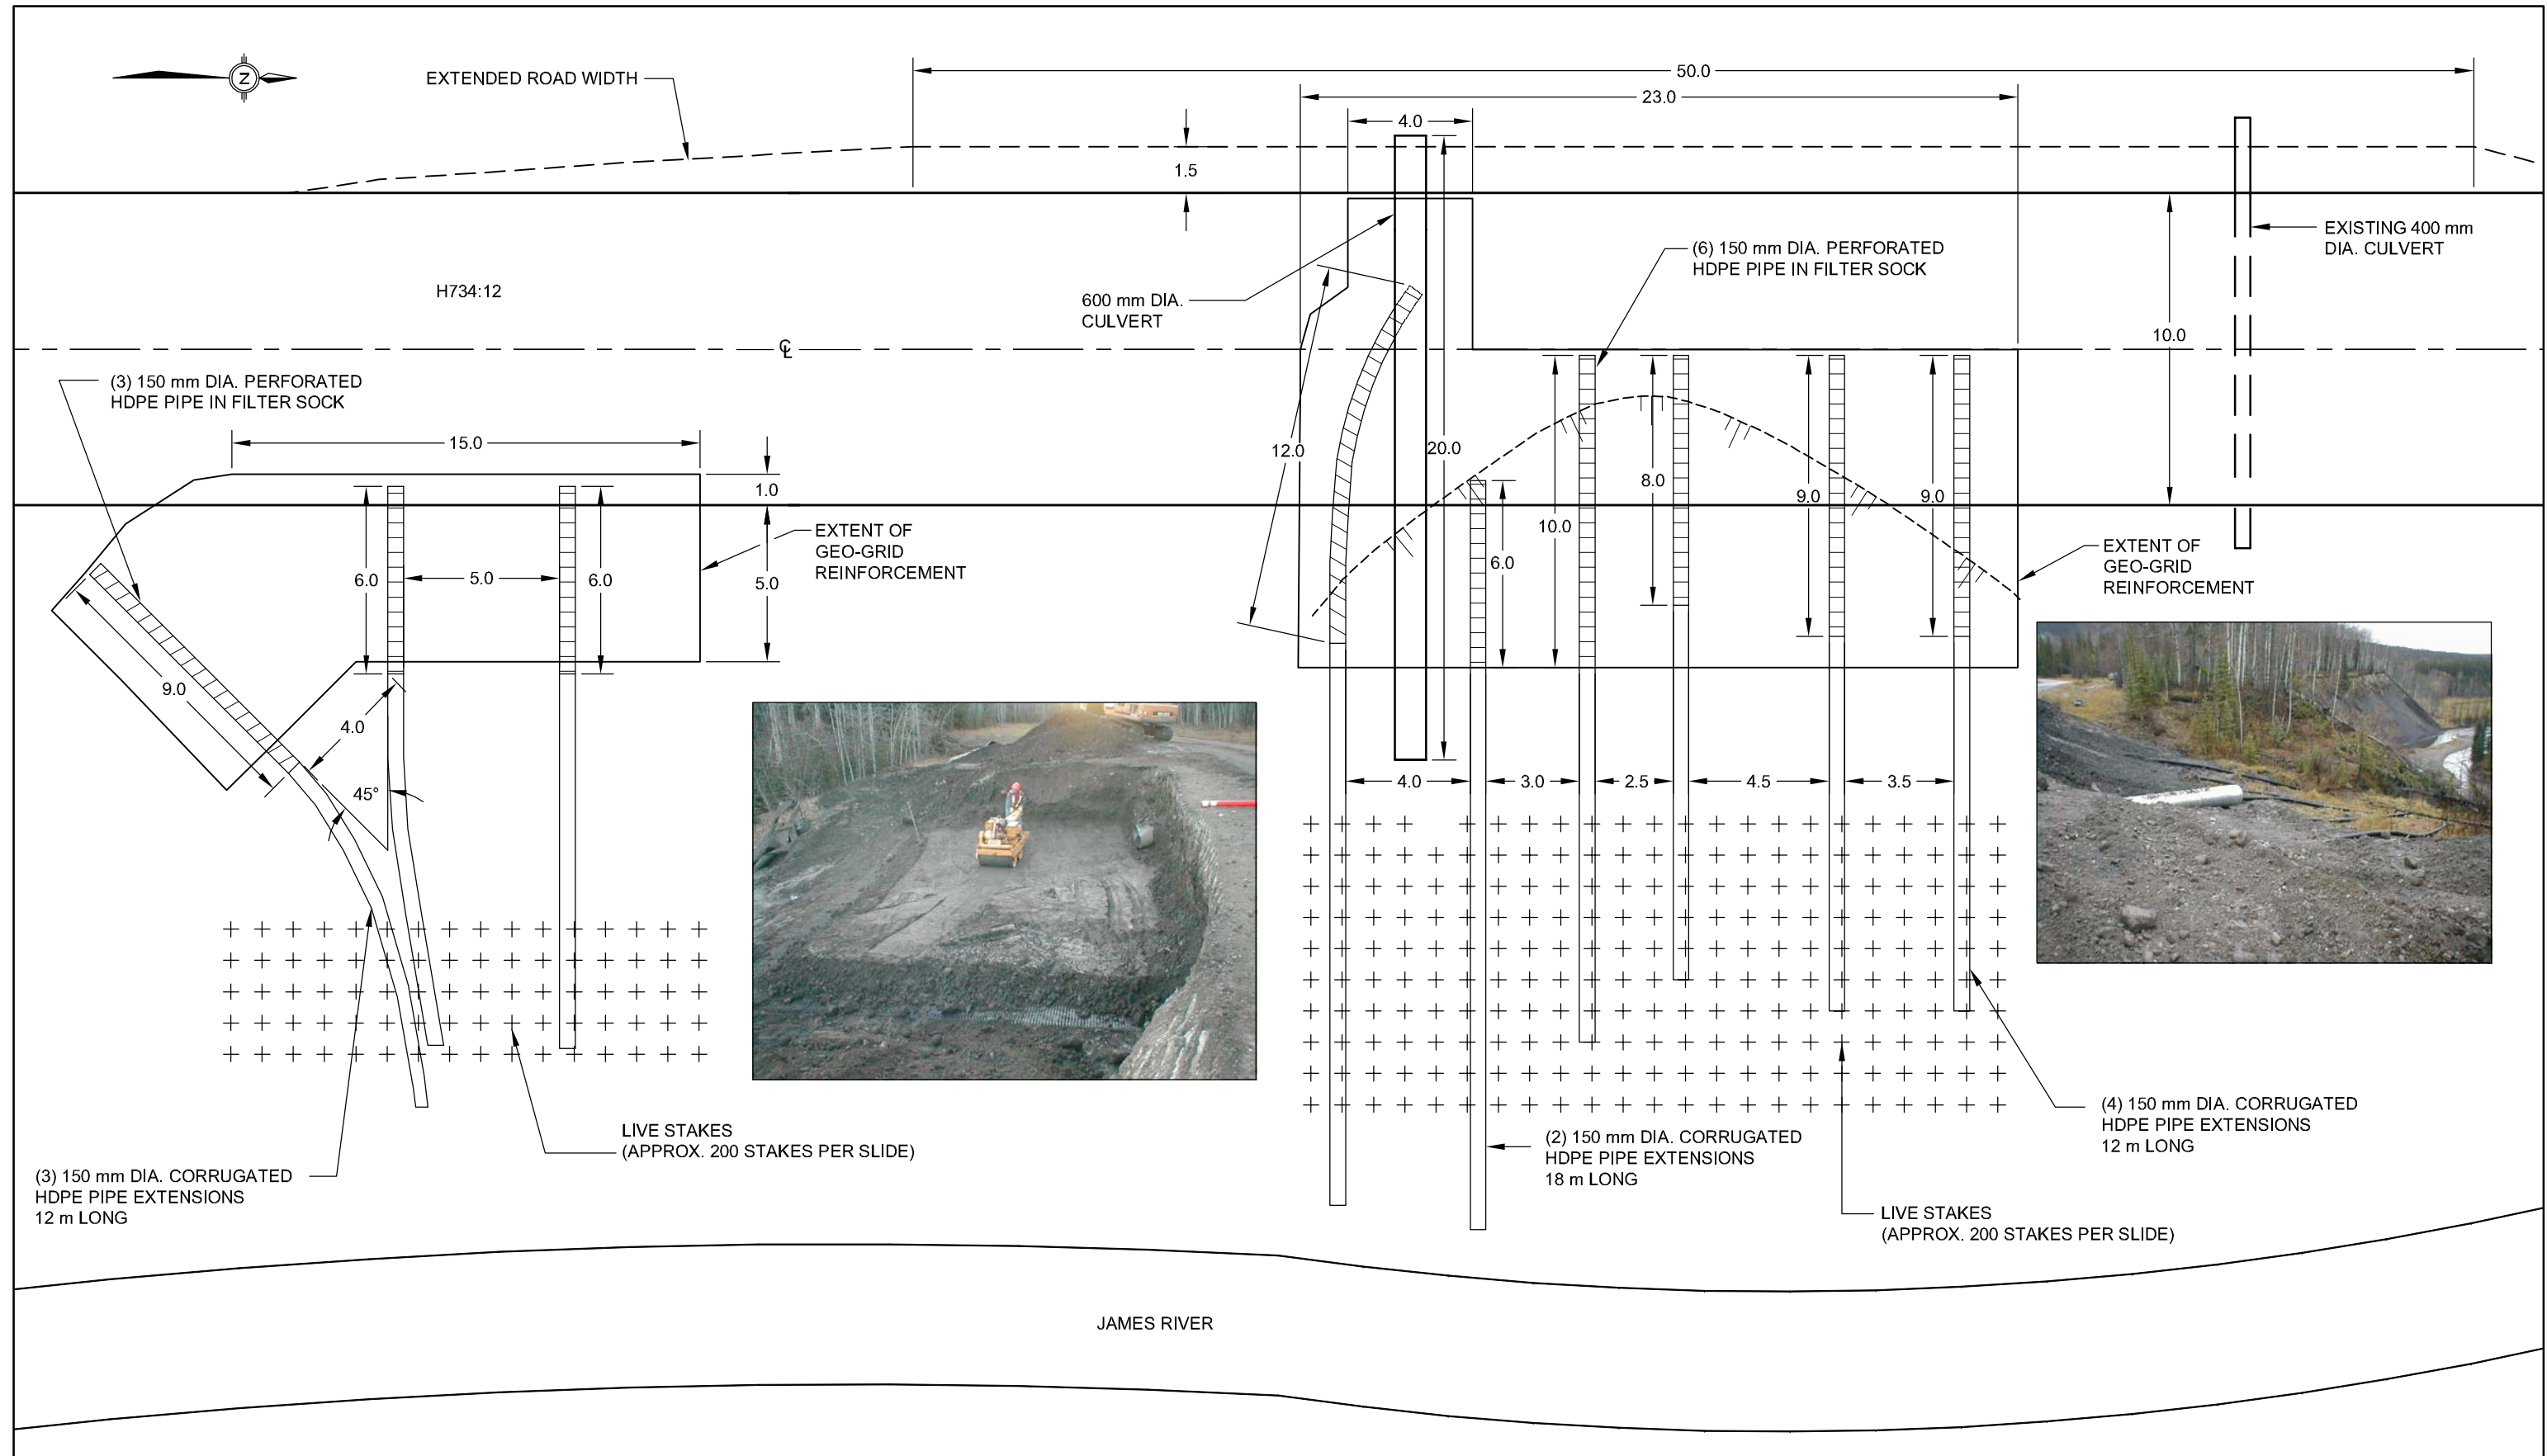 Z
EXTENDED ROAD WIDTH
50.0
23.0
4.0
1.5
H734:12
600 mm DIA.
CULVERT
(6) 150 mm DIA. PERFORATED
HDPE PIPE IN FILTER SOCK
EXISTING 400 mm
DIA. CULVERT
10.0
℄
(3) 150 mm DIA. PERFORATED
HDPE PIPE IN FILTER SOCK
15.0
1.0
EXTENT OF
GEO-GRID
REINFORCEMENT
6.0
5.0
6.0
5.0
9.0
4.0
45°
12.0
20.0
6.0
10.0
8.0
9.0
9.0
EXTENT OF
GEO-GRID
REINFORCEMENT
4.0
3.0
2.5
4.5
3.5
LIVE STAKES
(APPROX. 200 STAKES PER SLIDE)
(3) 150 mm DIA. CORRUGATED
HDPE PIPE EXTENSIONS
12 m LONG
(2) 150 mm DIA. CORRUGATED
HDPE PIPE EXTENSIONS
18 m LONG
(4) 150 mm DIA. CORRUGATED
HDPE PIPE EXTENSIONS
12 m LONG
LIVE STAKES
(APPROX. 200 STAKES PER SLIDE)
JAMES RIVER